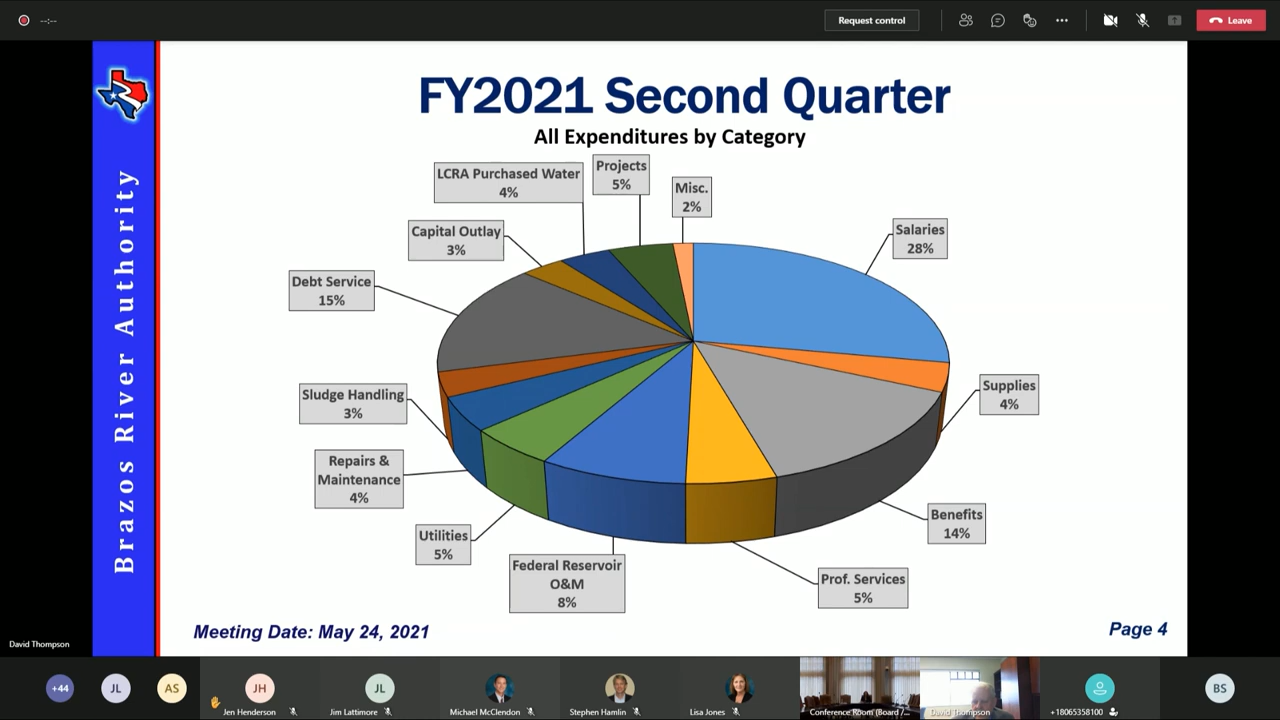 --:--
Request control
Leave
Brazos River Authority
FY2021 Second Quarter
All Expenditures by Category
LCRA Purchased Water
4%
Projects
5%
Misc.
2%
Capital Outlay
3%
Salaries
28%
Debt Service
15%
Supplies
4%
Sludge Handling
3%
Repairs &
Maintenance
4%
Benefits
14%
Utilities
5%
Federal Reservoir
O&M
8%
Prof. Services
5%
Meeting Date: May 24, 2021
Page 4
David Thompson
+44
JL
AS
JH
Jen Henderson
JL
Jim Lattimore
Michael McClendon
Stephen Hamlin
Lisa Jones
Conference Room (Board /...
David Thompson
+18065358100
BS